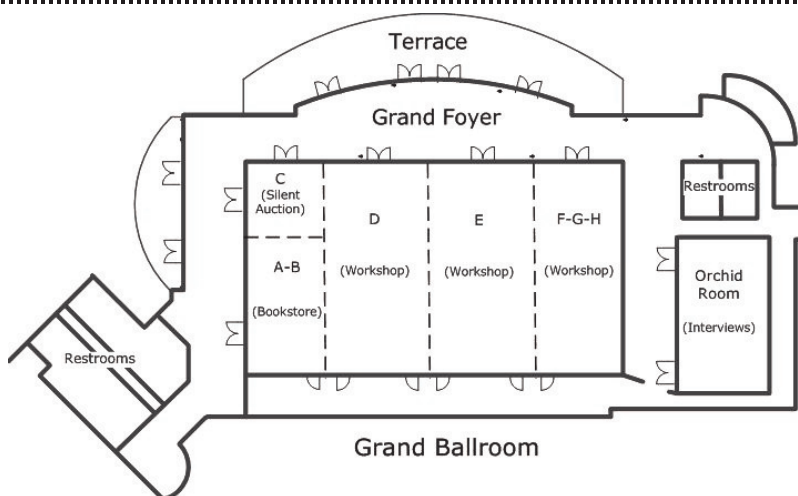 Terrace
Grand Foyer
C
(Silent
Auction)
D
(Workshop)
E
(Workshop)
F-G-H
(Workshop)
A-B
(Bookstore)
Restrooms
Orchid
Room
(Interviews)
Restrooms
Grand Ballroom